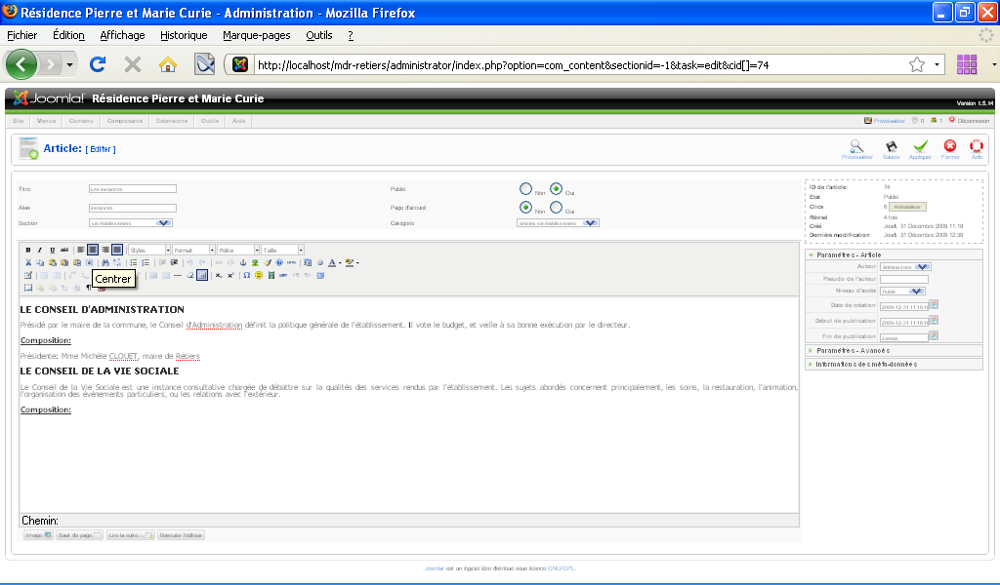 Résidence Pierre et Marie Curie - Administration - Mozilla Firefox
Fichier Édition Affichage Historique Marque-pages Outils ?
http://localhost/mdr-retiers/administrator/index.php?option=com_content&sectionid=-1&task=edit&cid[]=74
Joomla! Résidence Pierre et Marie Curie Version 1.5.14
Site Menus Contenu Composants Extensions Outils Aide Prévisualiser 0 1 Déconnexion
Article: [ Editer ] Prévisualiser Sauver Appliquer Fermer Aide
Titre Les instances Publié Non Oui
Alias instances Page d'accueil Non Oui
Section vie établissement Catégorie articles vie établissement
ID de l'article: 74
Etat Publié
Clics 6 Réinitialiser
Révisé 4 fois
Créé Jeudi, 31 Décembre 2009 11:18
Dernière modification Jeudi, 31 Décembre 2009 12:39
B I U ABC Styles Format Police Taille
HTML
Centrer
Paramètres - Article
Auteur Administrator
Pseudo de l'auteur
Niveau d'accès Public
Date de création 2009-12-31 11:18:1
Début de publication 2009-12-31 11:18:1
Fin de publication Jamais
Paramètres - Avancés
Informations des méta-données
LE CONSEIL D'ADMINISTRATION
Présidé par le maire de la commune, le Conseil d'Administration définit la politique générale de l'établissement. Il vote le budget, et veille à sa bonne exécution par le directeur.
Composition:
Présidente: Mme Michèle CLOUET, maire de Retiers
LE CONSEIL DE LA VIE SOCIALE
Le Conseil de la Vie Sociale est une instance consultative chargée de débattre sur la qualités des services rendus par l'établissement. Les sujets abordés concernent principalement, les soins, la restauration, l'animation,
l'organisation des événements particuliers, ou les relations avec l'extérieur.
Composition:
Chemin:
Image Saut de page Lire la suite... Basculer l'éditeur
Joomla! est un logiciel libre distribué sous licence GNU/GPL.